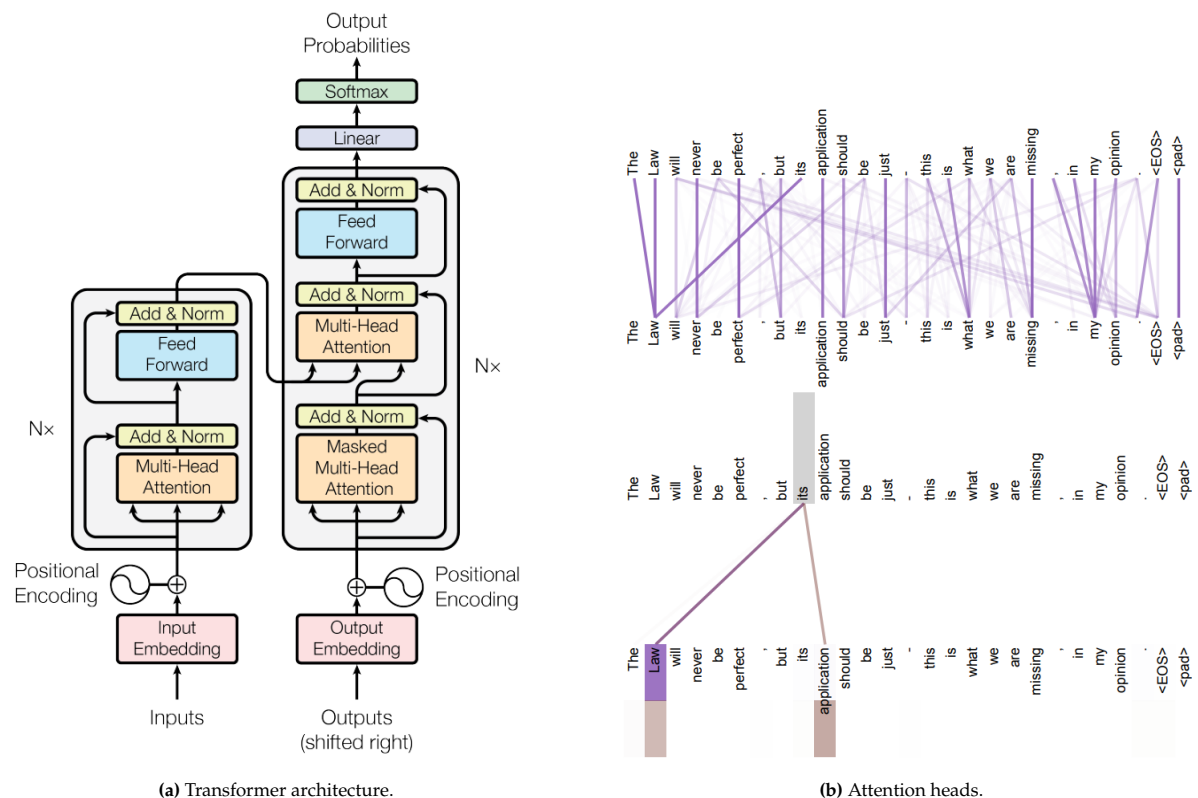 Output
Probabilities
Softmax
Linear
Add & Norm
Feed
Forward
Add & Norm
Multi-Head
Attention
Nx
Add & Norm
Masked
Multi-Head
Attention
Add & Norm
Feed
Forward
Nx
Add & Norm
Multi-Head
Attention
Positional
Encoding
Positional
Encoding
Input
Embedding
Output
Embedding
Inputs
Outputs
(shifted right)
(a) Transformer architecture.
The Law will never be perfect , but its application should be just - this is what we are missing , in my opinion . <EOS> <pad>
The Law will never be perfect , but its application should be just - this is what we are missing , in my opinion . <EOS> <pad>
The Law will never be perfect , but its application should be just - this is what we are missing , in my opinion . <EOS> <pad>
The Law will never be perfect , but its application should be just - this is what we are missing , in my opinion . <EOS> <pad>
(b) Attention heads.